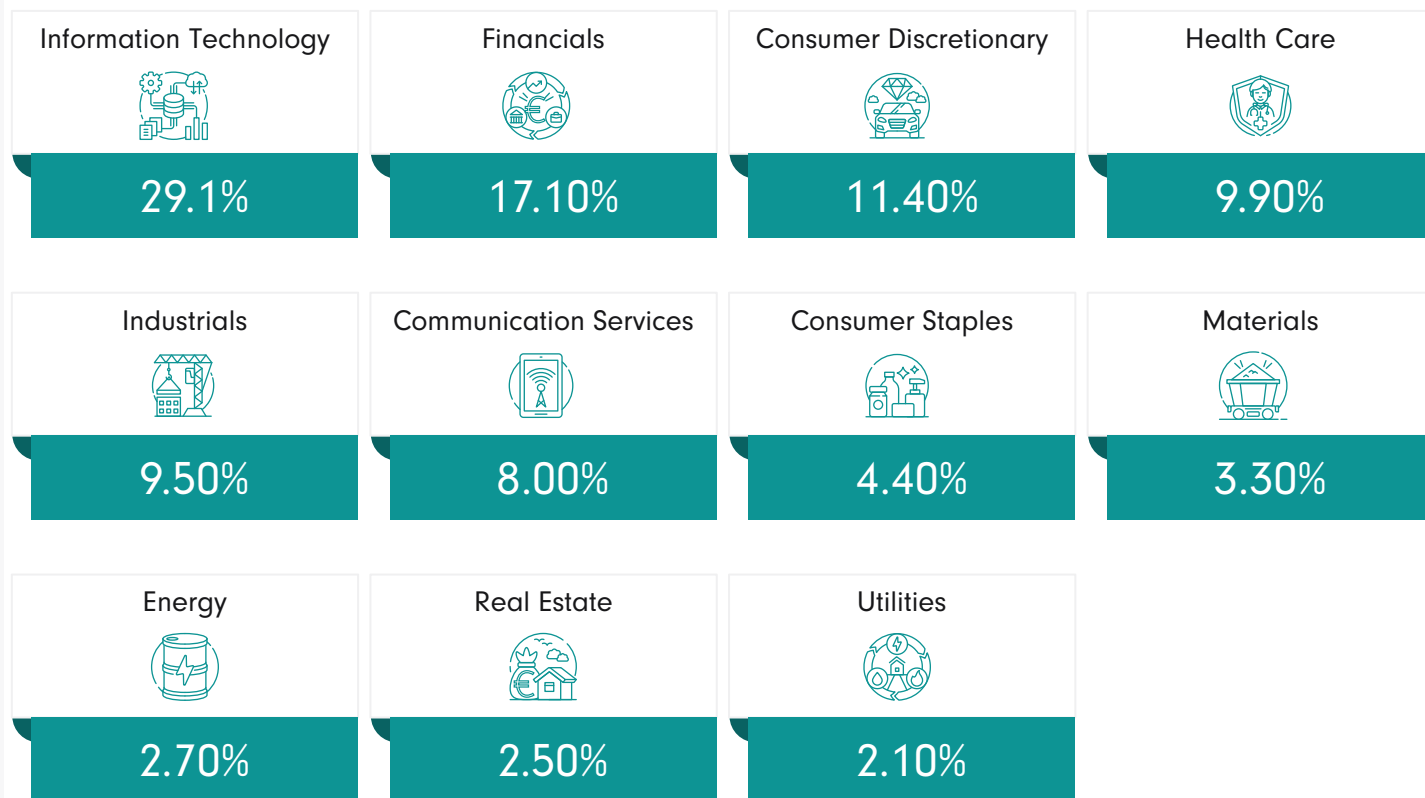 Information Technology
29.1%
Financials
17.10%
Consumer Discretionary
11.40%
Health Care
9.90%
Industrials
9.50%
Communication Services
8.00%
Consumer Staples
4.40%
Materials
3.30%
Energy
2.70%
Real Estate
2.50%
Utilities
2.10%